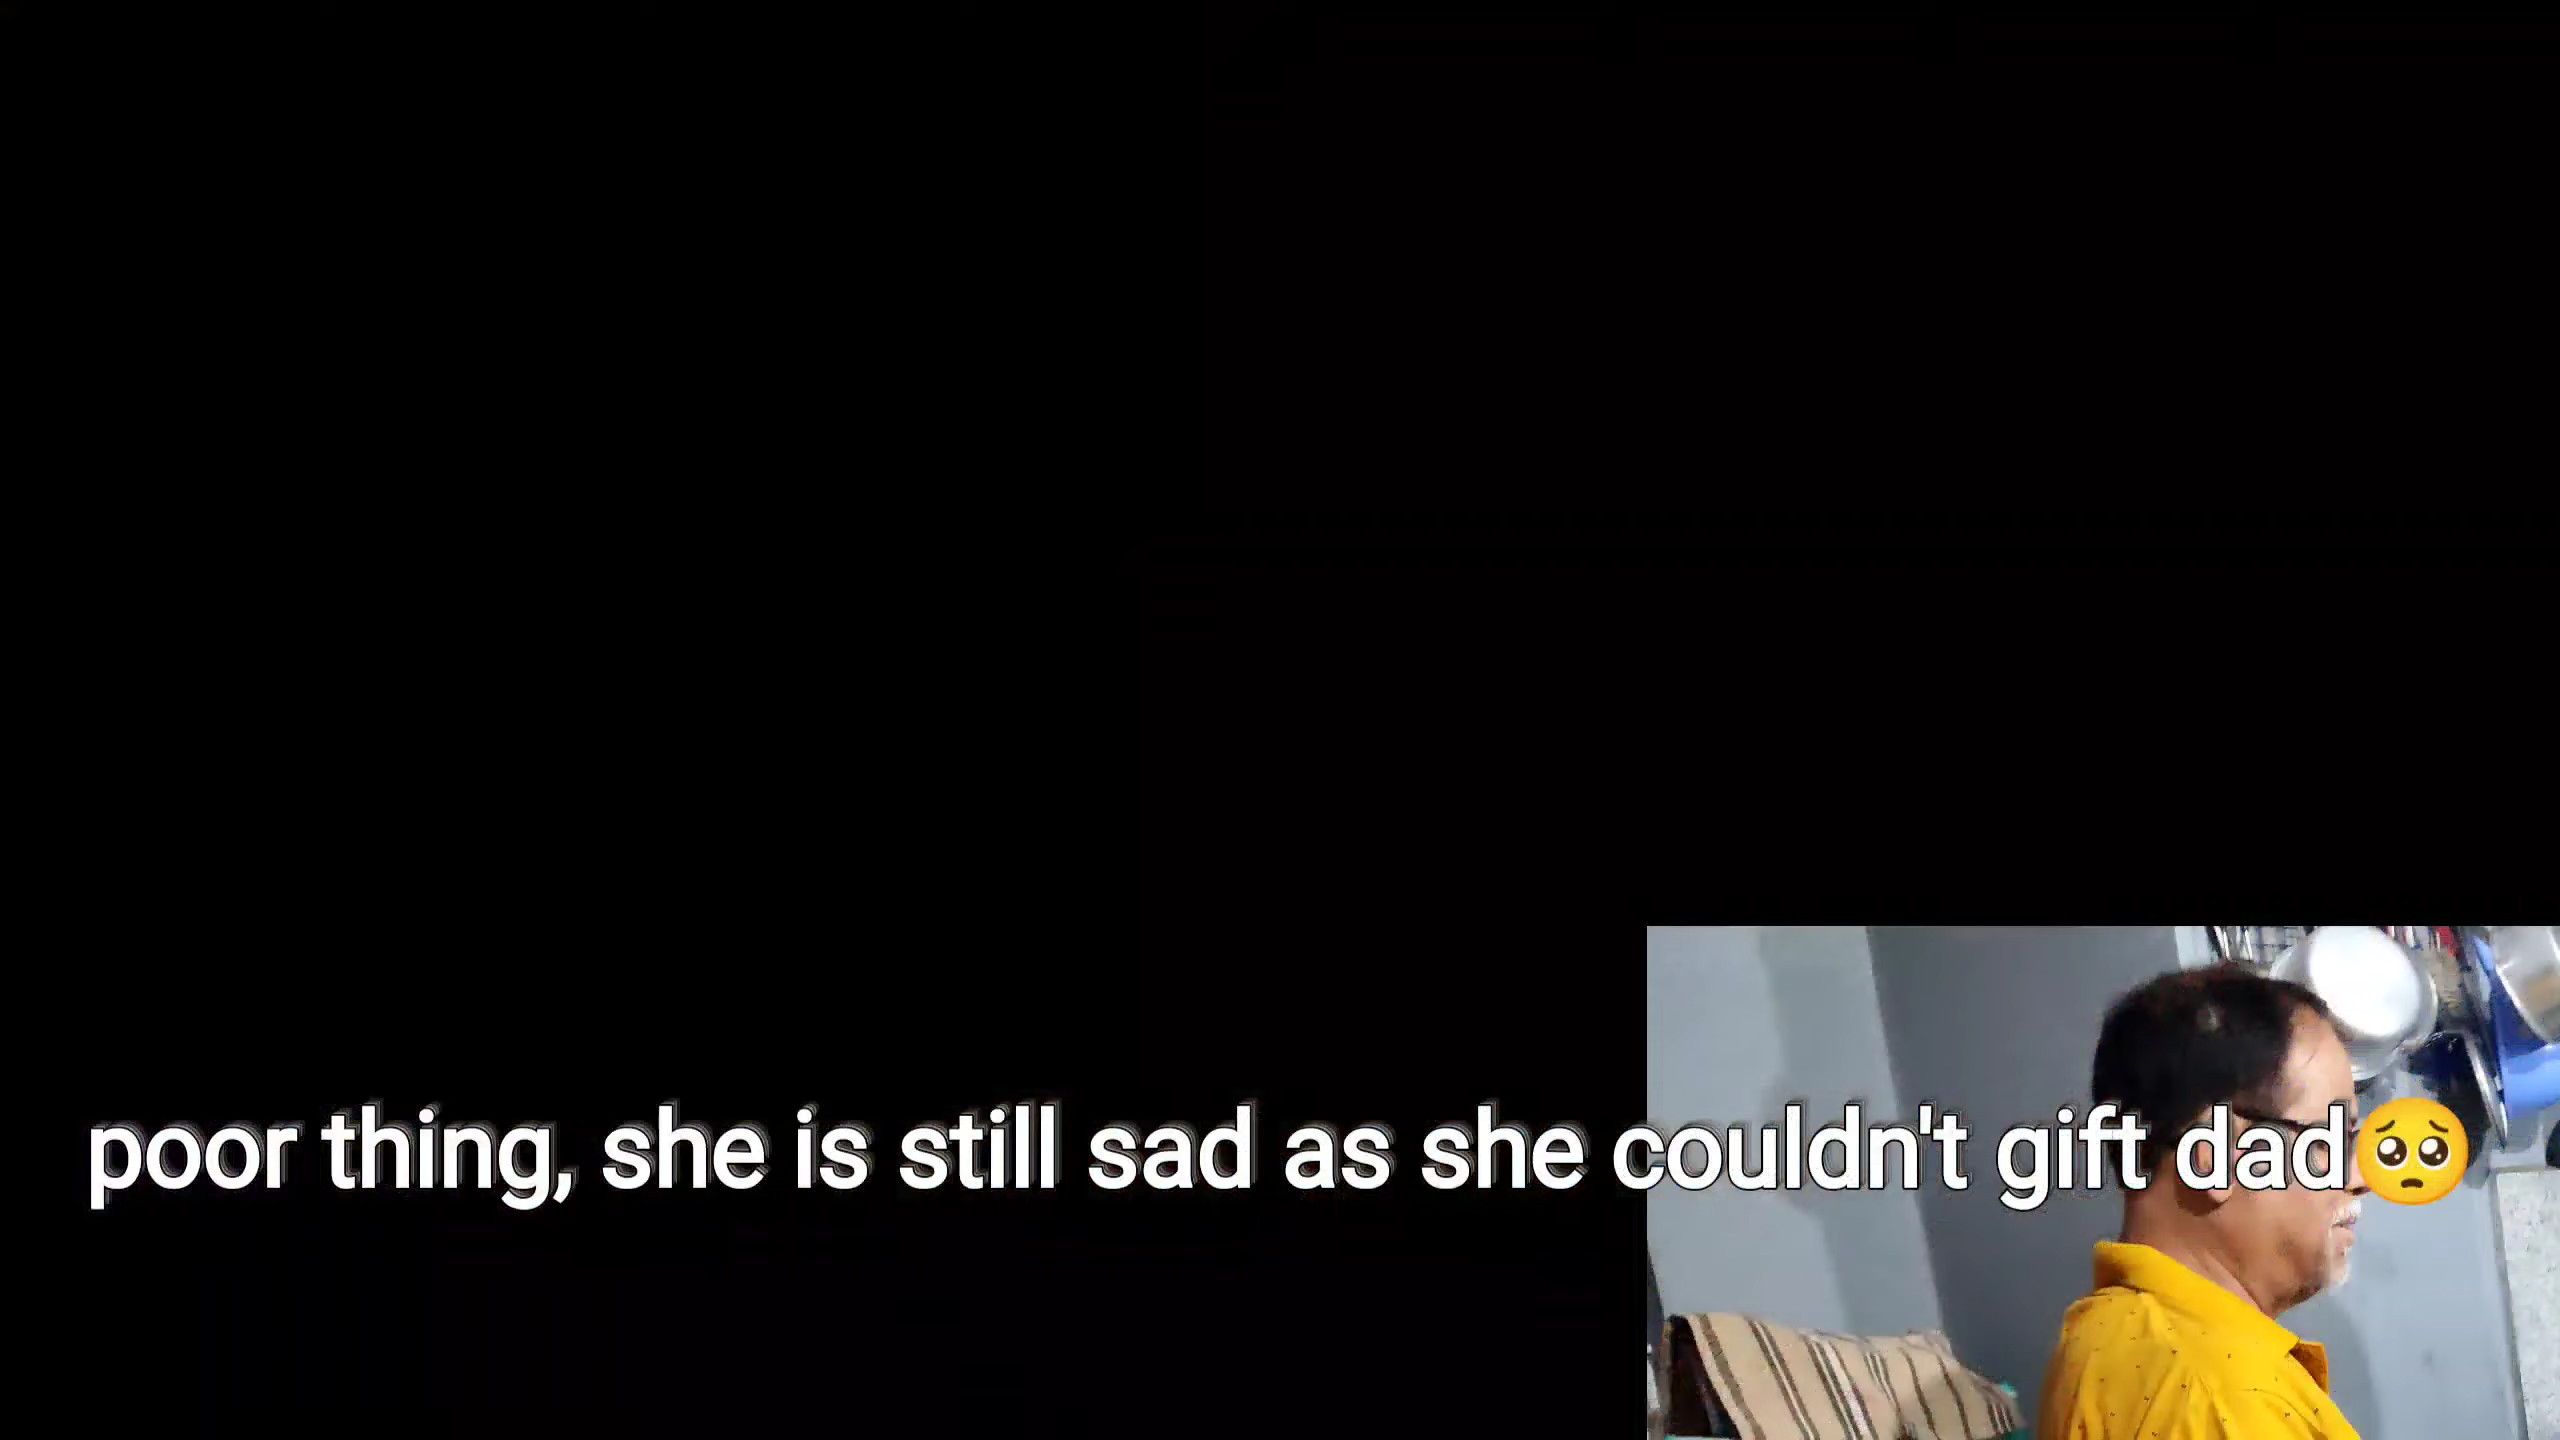 poor thing, she is still sad as she couldn't gift dad🥺